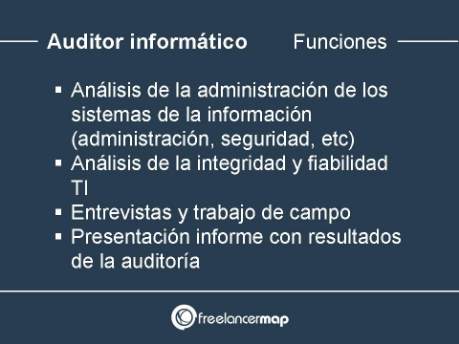 Auditor informático Funciones
▪ Análisis de la administración de los
sistemas de la información
(administración, seguridad, etc)
▪ Análisis de la integridad y fiabilidad
TI
▪ Entrevistas y trabajo de campo
▪ Presentación informe con resultados
de la auditoría
freelancermap